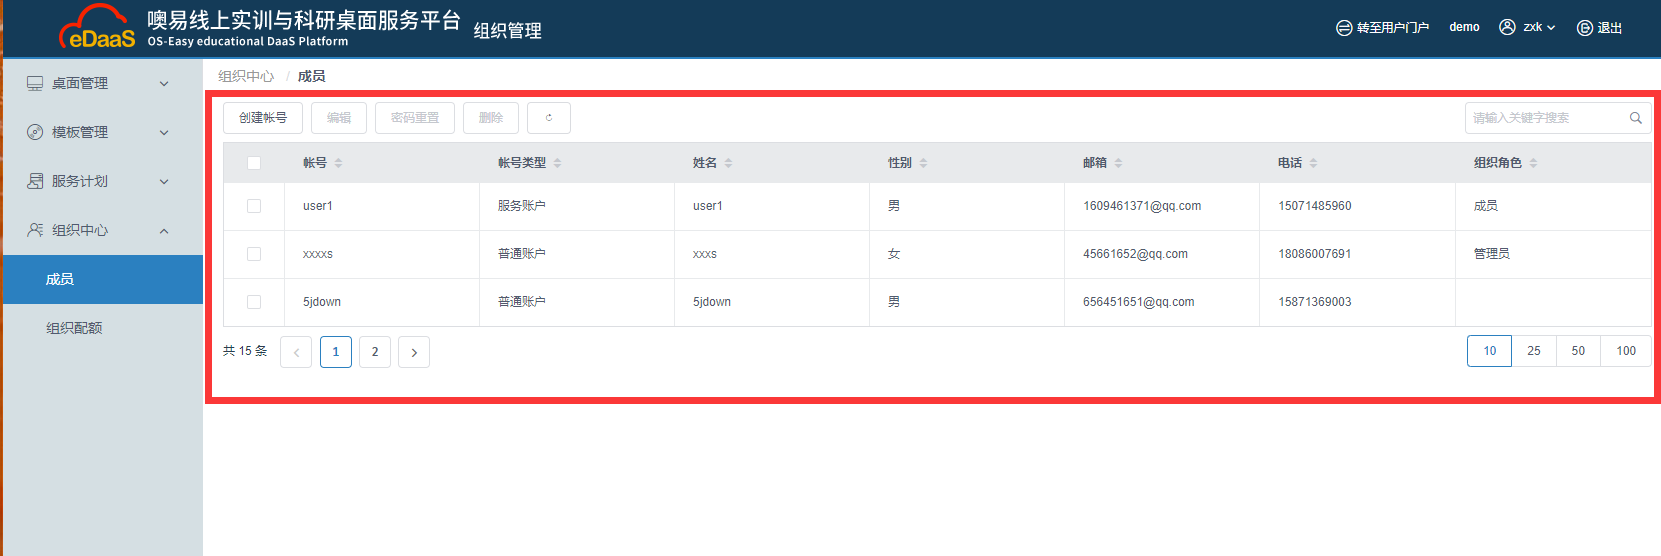 eDaaS 噢易线上实训与科研桌面服务平台 组织管理 转至用户门户 demo zxk 退出
OS-Easy educational DaaS Platform
桌面管理
模板管理
服务计划
组织中心
成员
组织配额
组织中心 / 成员
创建帐号 编辑 密码重置 删除 请输入关键字搜索
帐号 帐号类型 姓名 性别 邮箱 电话 组织角色
user1 服务账户 user1 男 1609461371@qq.com 15071485960 成员
xxxxs 普通账户 xxxs 女 45661652@qq.com 18086007691 管理员
5jdown 普通账户 5jdown 男 656451651@qq.com 15871369003
共 15 条 < 1 2 > 10 25 50 100